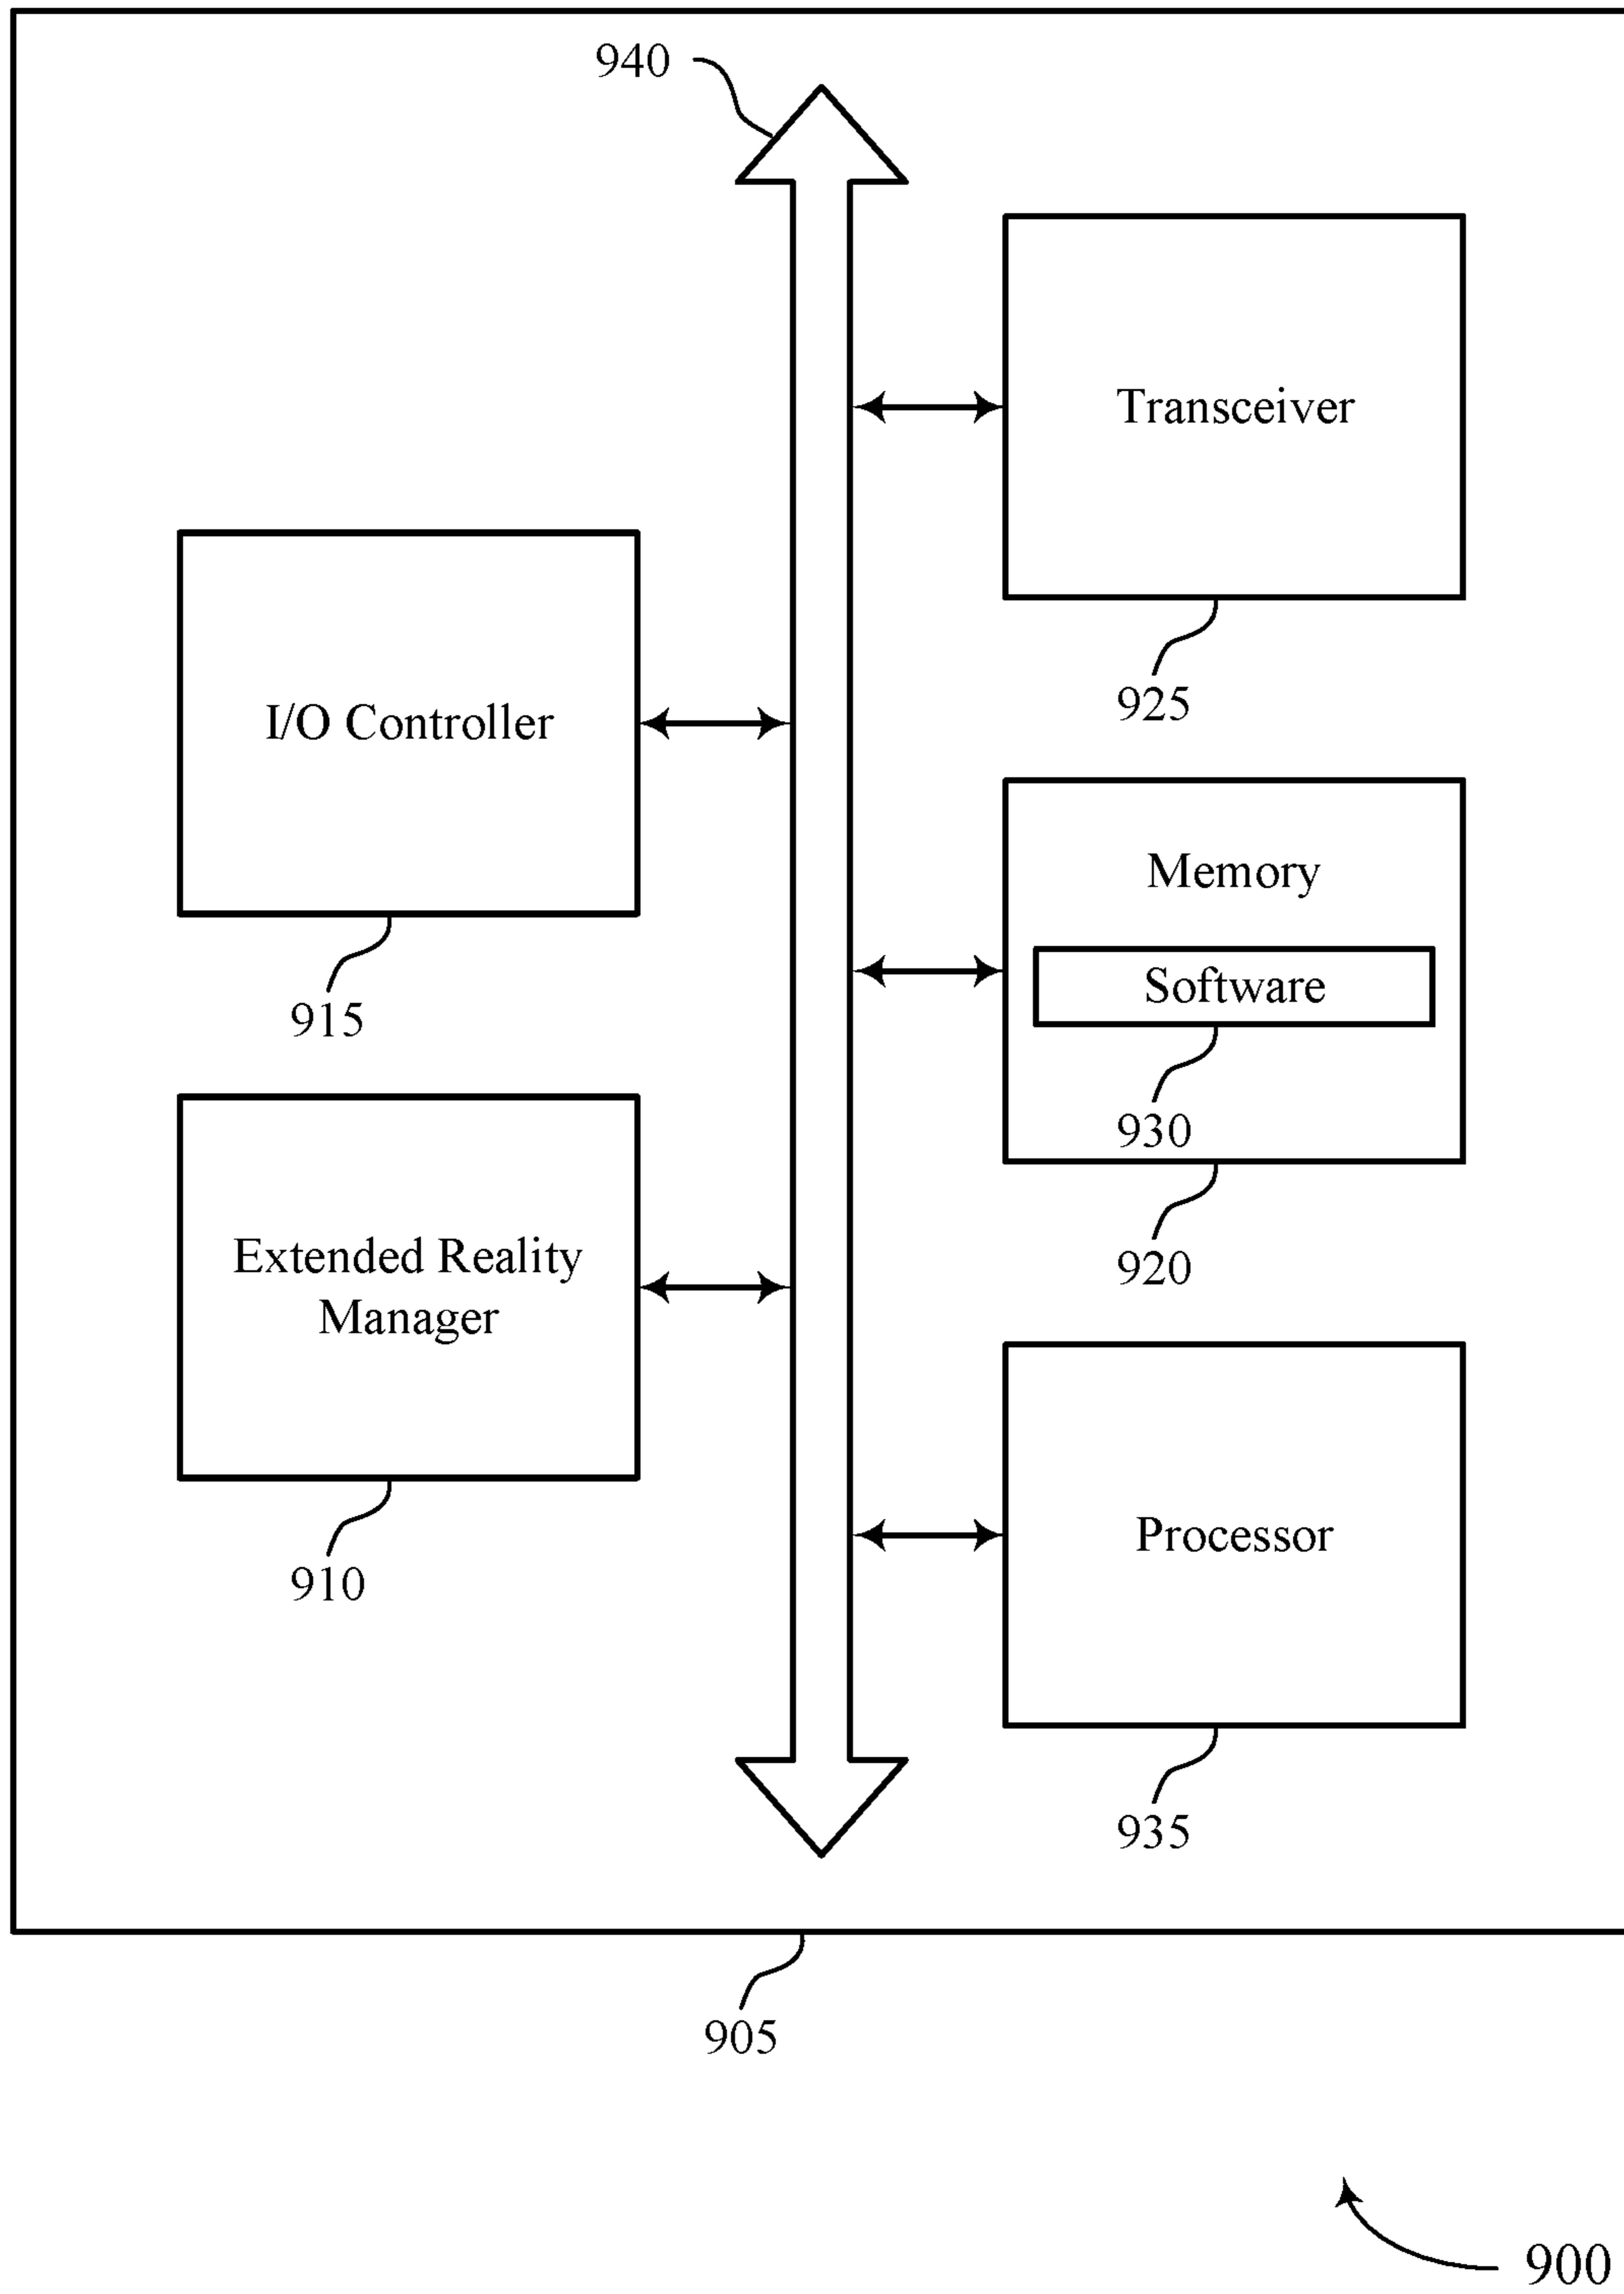 940
Transceiver
925
I/O Controller
915
Memory
Software
930
920
Extended Reality
Manager
910
Processor
935
905
900